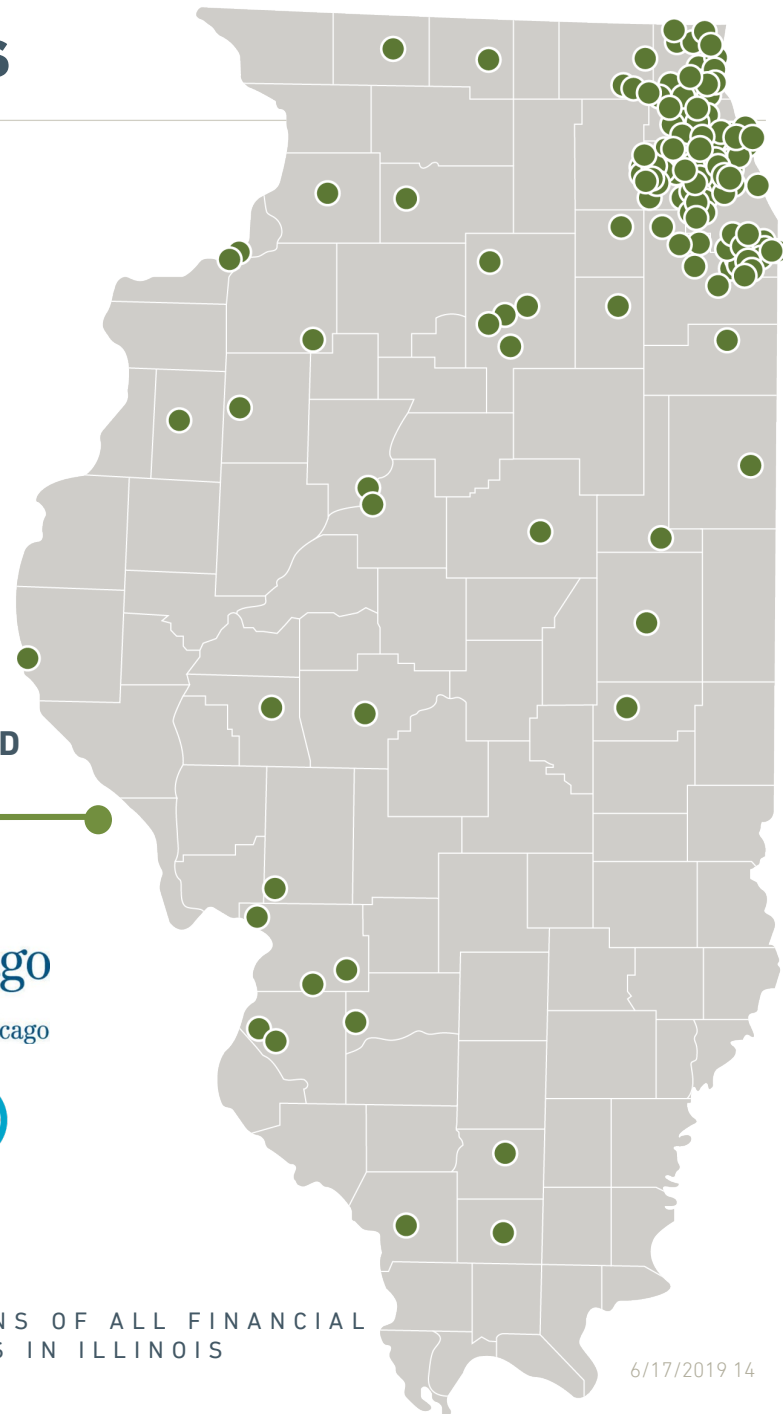 S
D
go
cago
NS OF ALL FINANCIAL
S IN ILLINOIS
6/17/2019 14